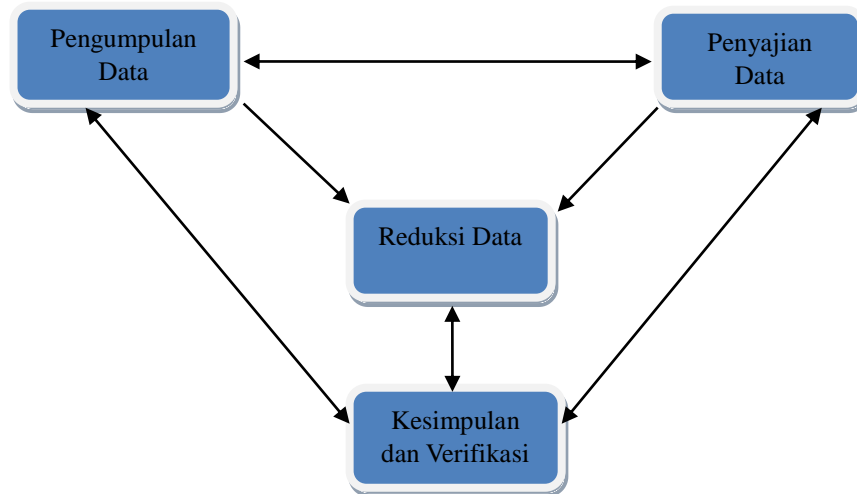 Pengumpulan
Data
Penyajian
Data
Reduksi Data
Kesimpulan
dan Verifikasi